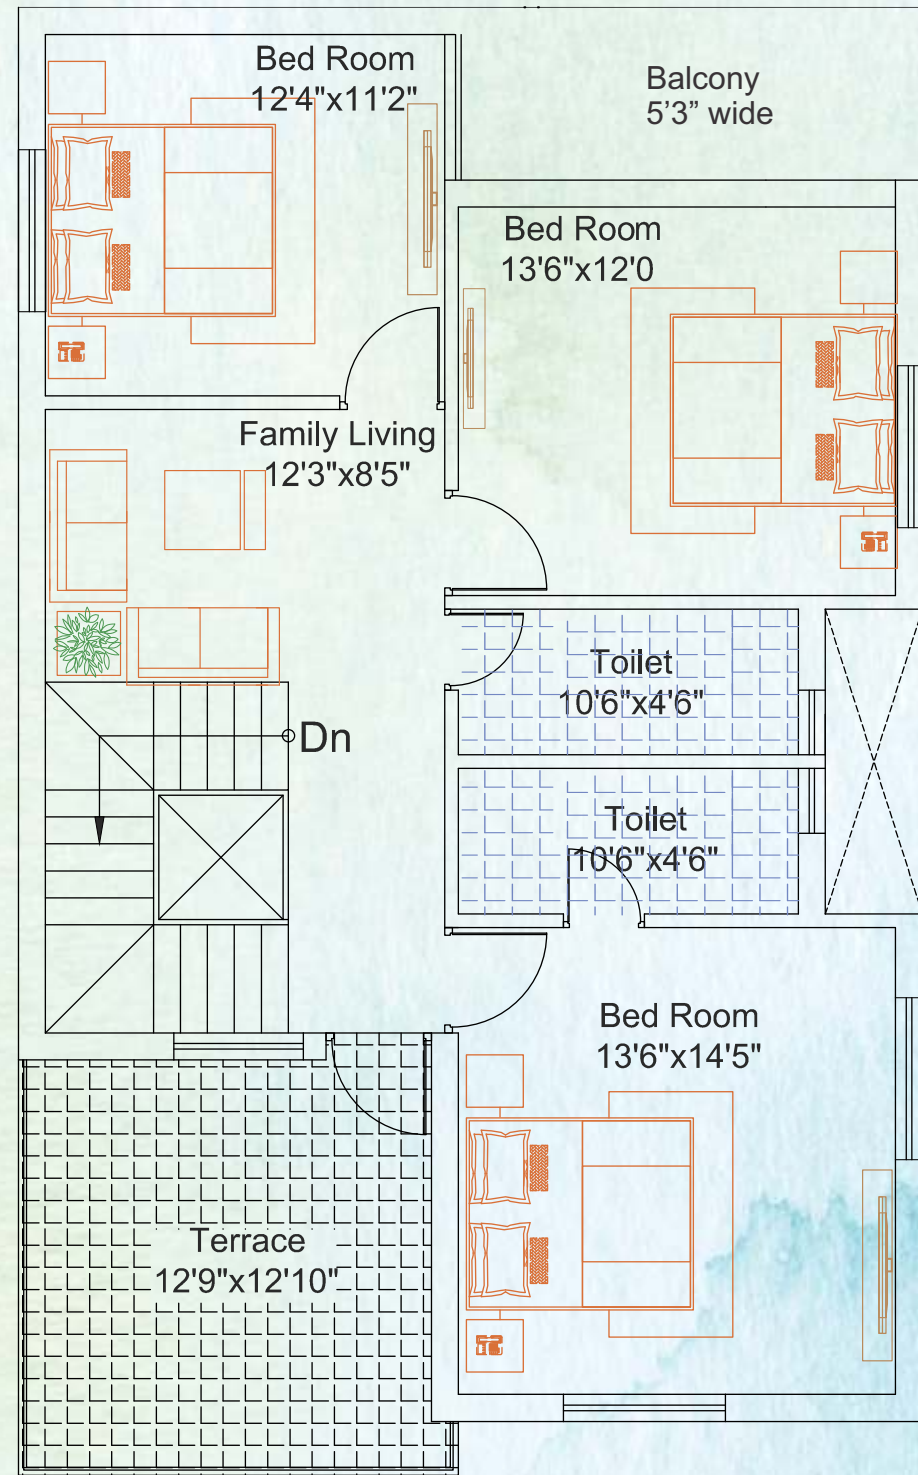 Bed Room
12'4"x11'2"
Balcony
5’3” wide
Bed Room
13'6"x12'0
Family Living
12'3"x8'5"
Toilet
10'6"x4'6"
Dn
Toilet
10'6"x4'6"
Bed Room
13'6"x14'5"
Terrace
12'9"x12'10"